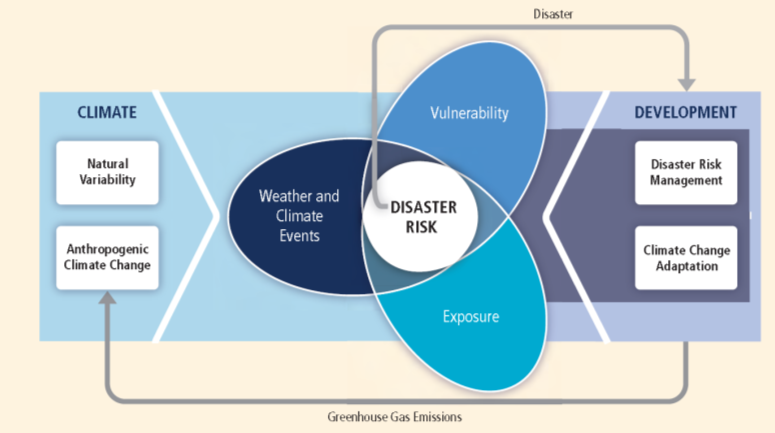 Disaster
CLIMATE
Natural
Variability
Anthropogenic
Climate Change
Weather and
Climate
Events
Vulnerability
DISASTER
RISK
Exposure
DEVELOPMENT
Disaster Risk
Management
Climate Change
Adaptation
Greenhouse Gas Emissions